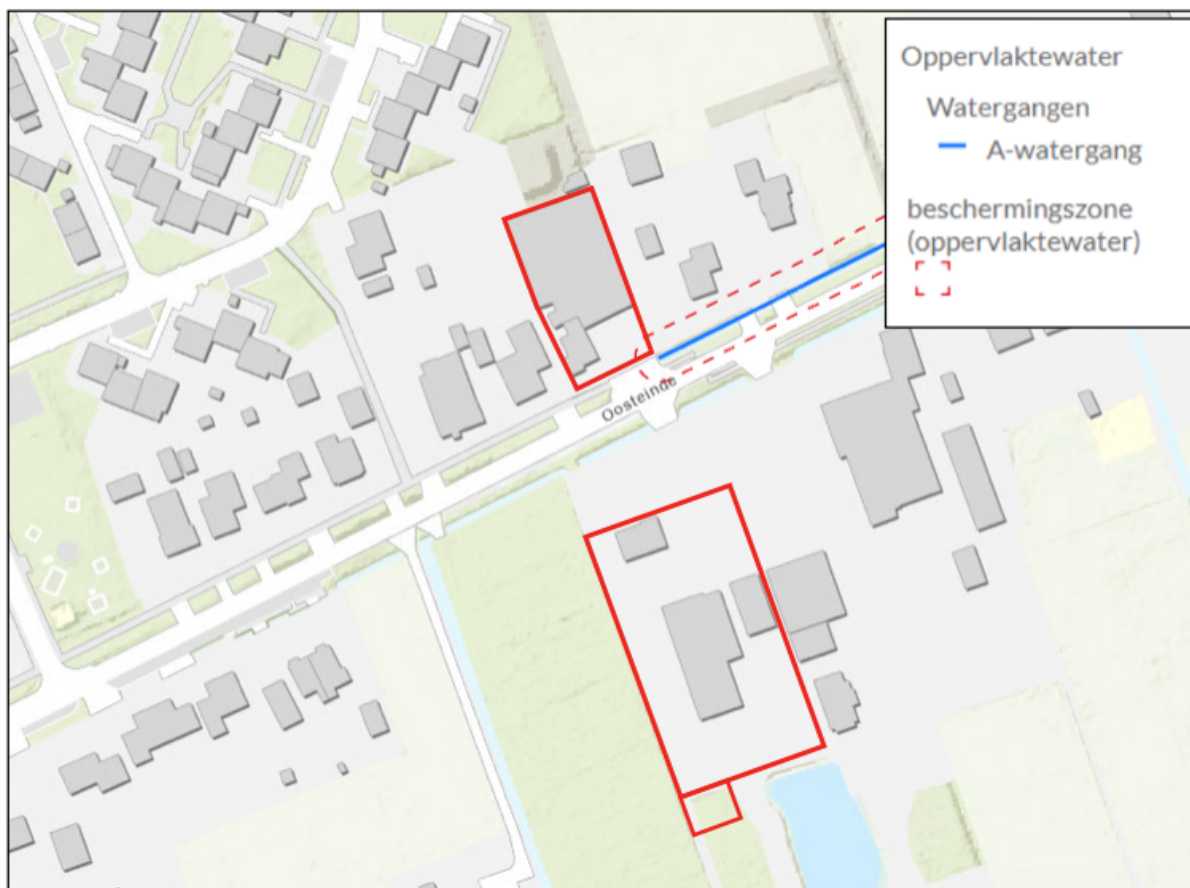 Oppervlaktewater
Watergangen
A-watergang
beschermingszone
(oppervlaktewater)
Oosteinde